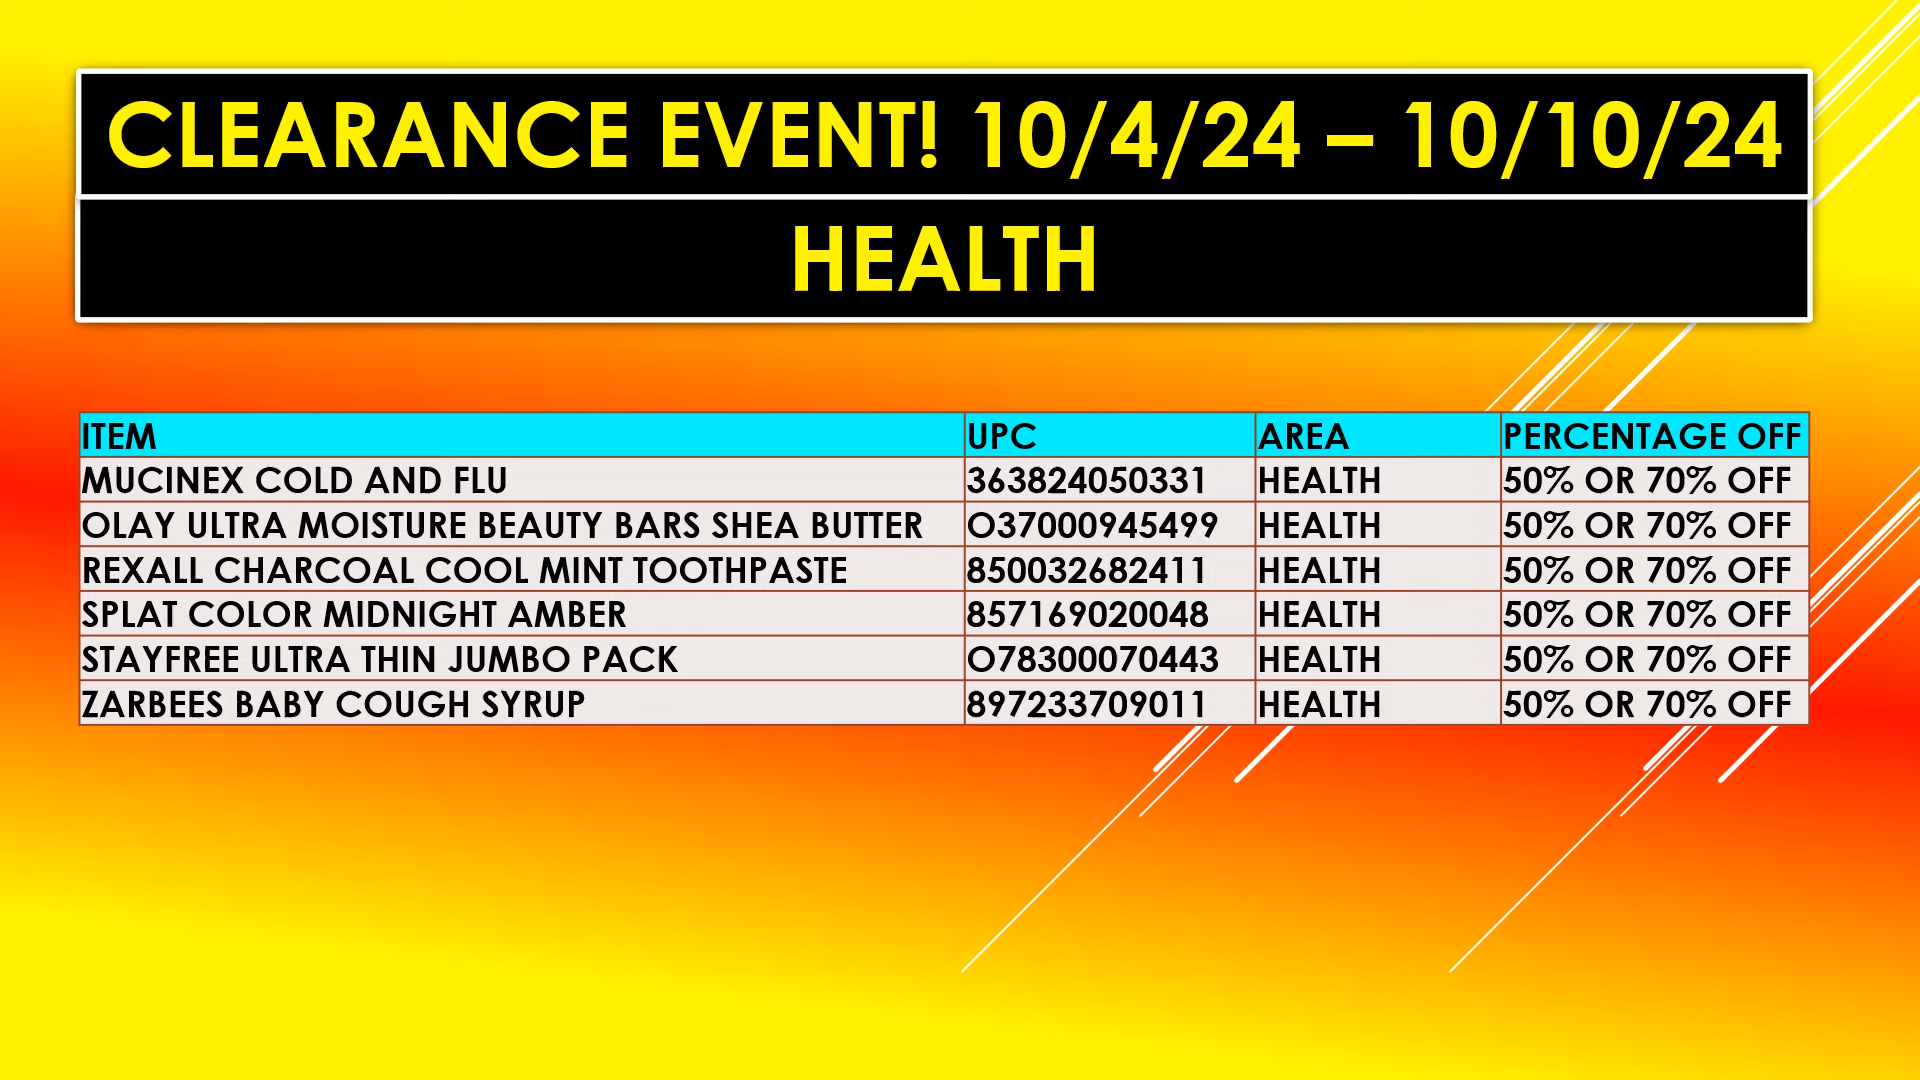 CLEARANCE EVENT! 10/4/24 – 10/10/24
HEALTH
ITEM UPC AREA PERCENTAGE OFF
MUCINEX COLD AND FLU 363824050331 HEALTH 50% OR 70% OFF
OLAY ULTRA MOISTURE BEAUTY BARS SHEA BUTTER O37000945499 HEALTH 50% OR 70% OFF
REXALL CHARCOAL COOL MINT TOOTHPASTE 850032682411 HEALTH 50% OR 70% OFF
SPLAT COLOR MIDNIGHT AMBER 857169020048 HEALTH 50% OR 70% OFF
STAYFREE ULTRA THIN JUMBO PACK O78300070443 HEALTH 50% OR 70% OFF
ZARBEES BABY COUGH SYRUP 897233709011 HEALTH 50% OR 70% OFF